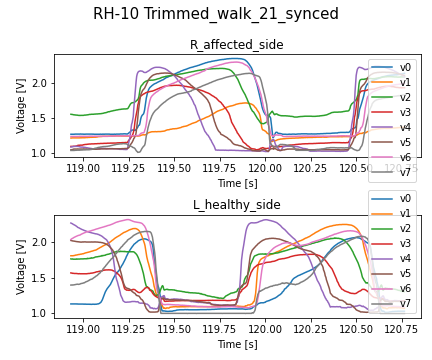 RH-10 Trimmed_walk_21_synced
R_affected_side
Voltage [V]
2.0
1.5
1.0
v0
v1
v2
v3
v4
v5
v6
v7
119.00 119.25 119.50 119.75 120.00 120.25 120.50 120.75
Time [s]
L_healthy_side
Voltage [V]
2.0
1.5
1.0
v0
v1
v2
v3
v4
v5
v6
v7
119.00 119.25 119.50 119.75 120.00 120.25 120.50 120.75
Time [s]